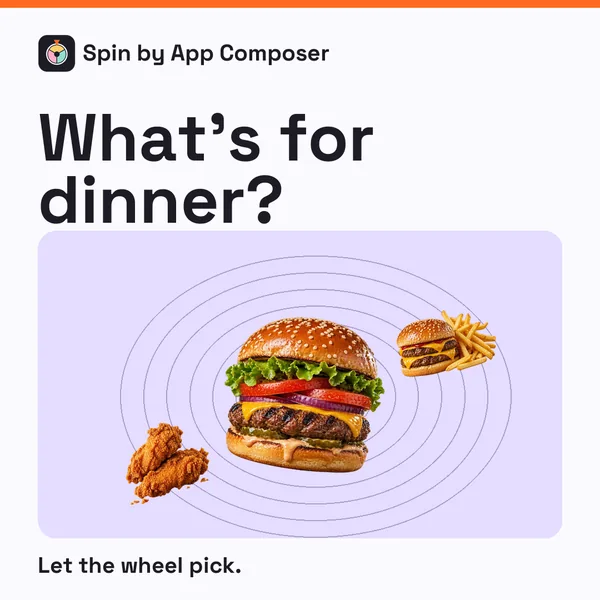 Spin by App Composer
What's for
dinner?
Let the wheel pick.